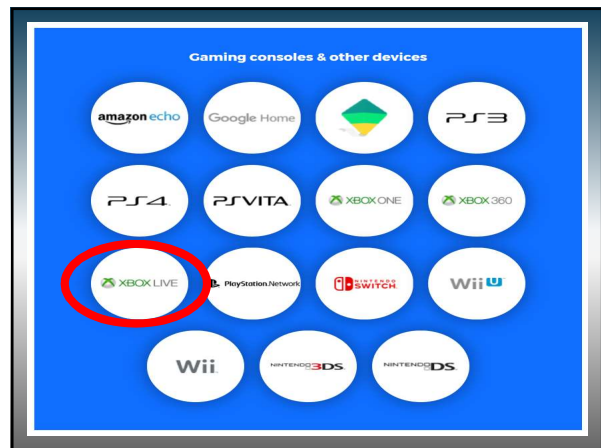 Gaming consoles & other devices
amazon echo
Google Home
PS3
PS4
PSVITA
XBOX ONE
XBOX 360
XBOX LIVE
PlayStation Network
NINTENDO SWITCH
Wii U
Wii
NINTENDO 3DS
NINTENDO DS